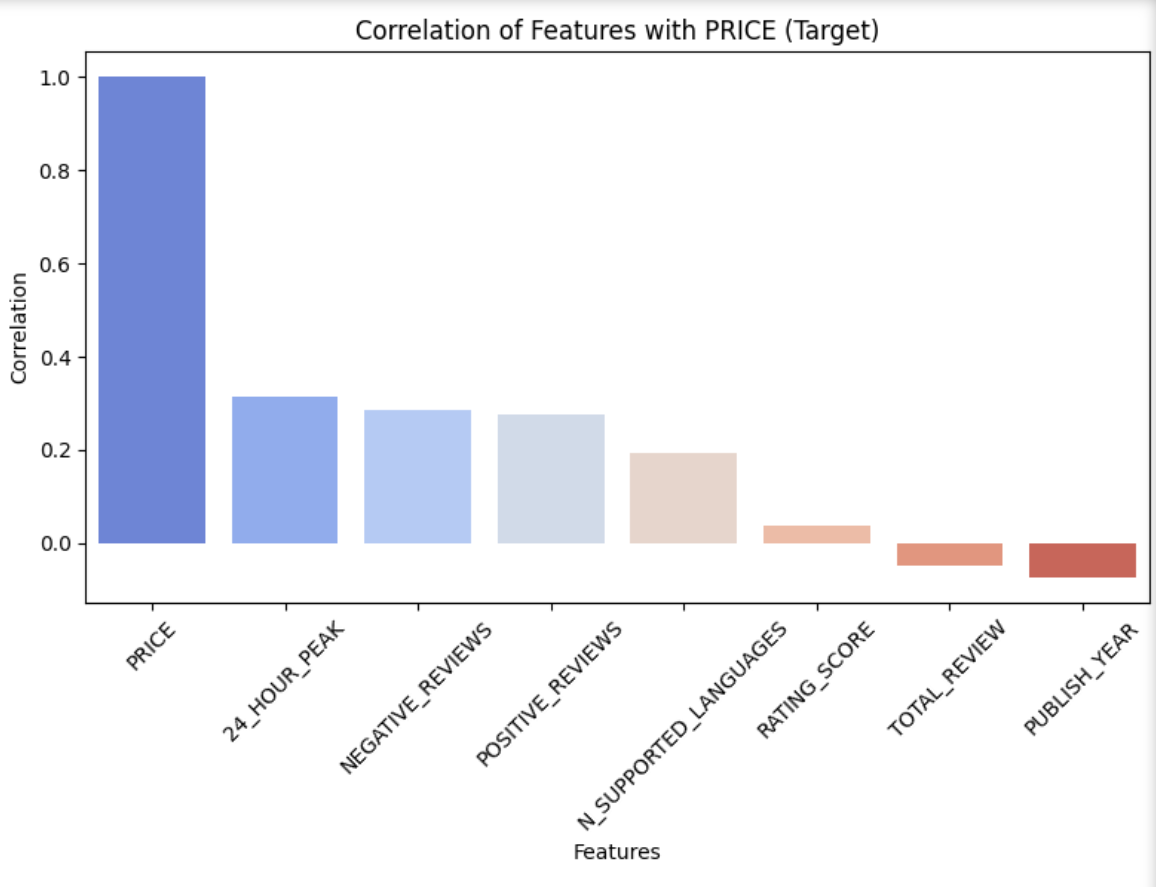 Correlation of Features with PRICE (Target)
Correlation
1.0
0.8
0.6
0.4
0.2
0.0
PRICE
24_HOUR_PEAK
NEGATIVE_REVIEWS
POSITIVE_REVIEWS
N_SUPPORTED_LANGUAGES
RATING_SCORE
TOTAL_REVIEW
PUBLISH_YEAR
Features